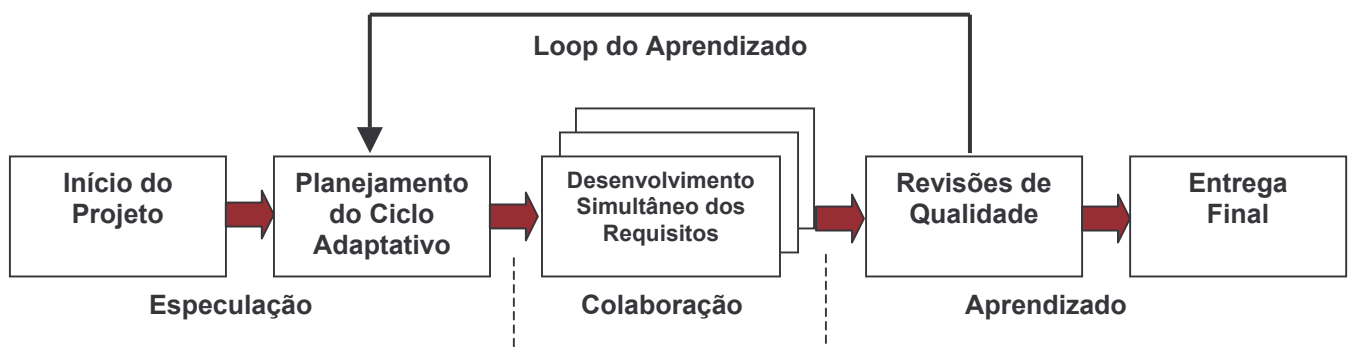 Loop do Aprendizado
Início do
Projeto
Planejamento
do Ciclo
Adaptativo
Desenvolvimento
Simultâneo dos
Requisitos
Revisões de
Qualidade
Entrega
Final
Especulação
Colaboração
Aprendizado